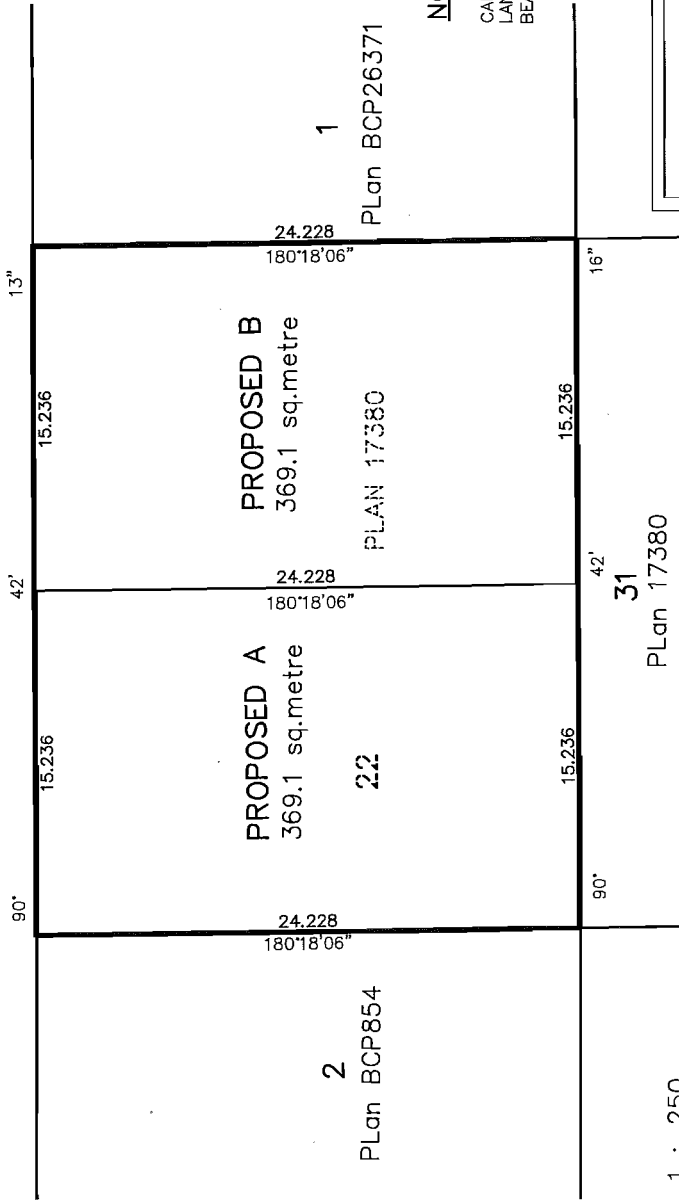 90° 42' 13"
15.236 15.236
2
PLan BCP854
24.228
180°18'06"
PROPOSED A
369.1 sq.metre
22
24.228
180°18'06"
PROPOSED B
369.1 sq.metre
PLAN 17380
24.228
180°18'06"
1
PLan BCP26371
15.236 15.236
90° 42' 16"
31
PLan 17380
1 : 250